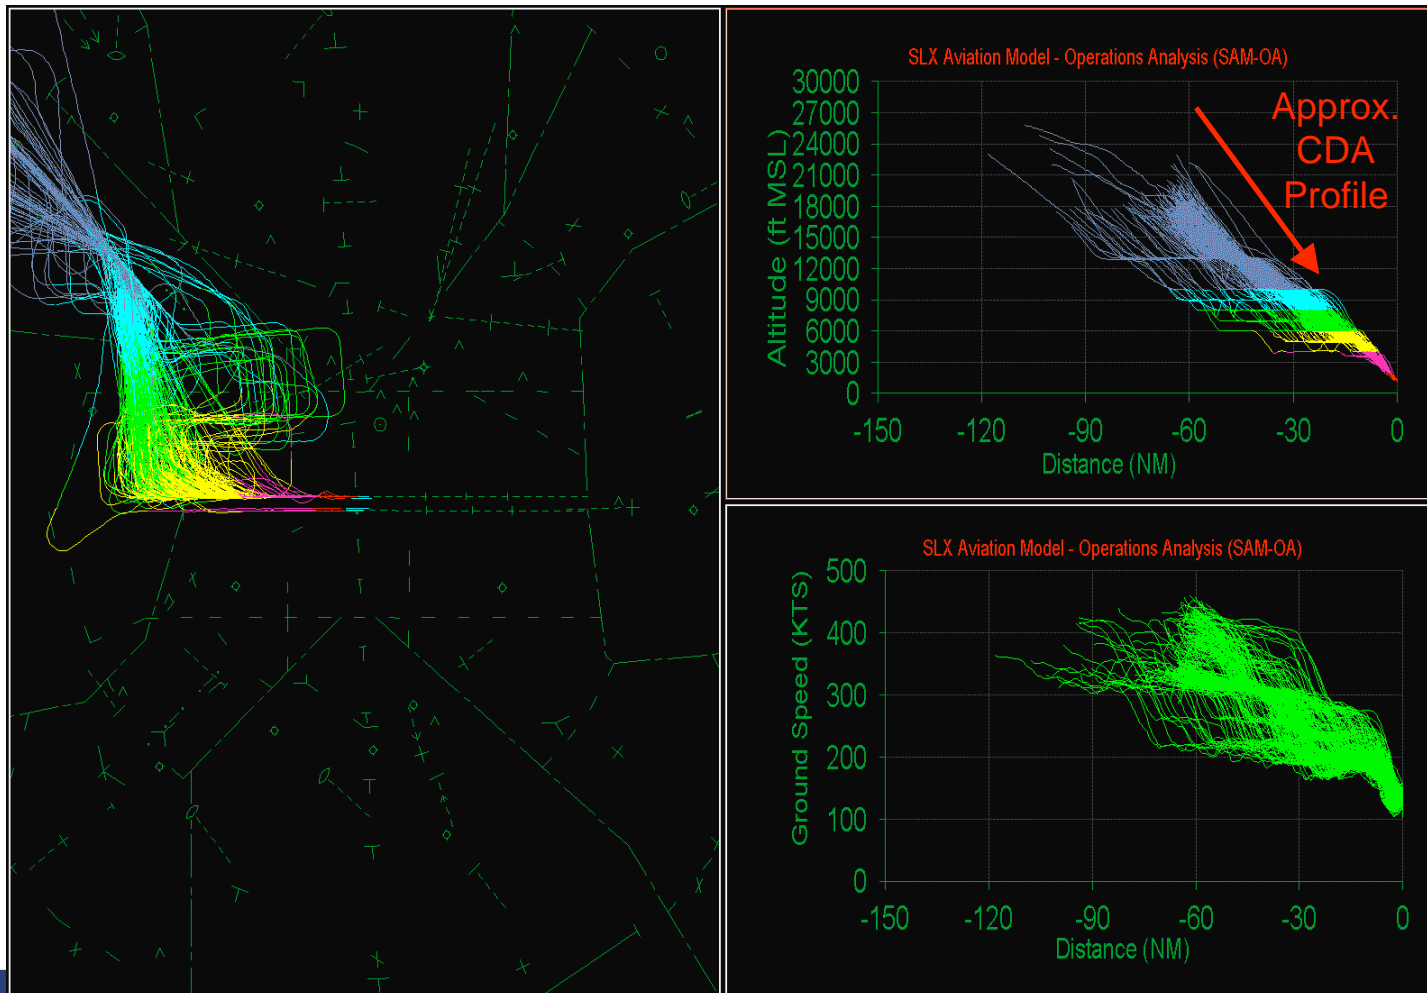 SLX Aviation Model - Operations Analysis (SAM-OA)
Approx.
CDA
Profile
Altitude (ft MSL)
30000
27000
24000
21000
18000
15000
12000
9000
6000
3000
0
-150 -120 -90 -60 -30 0
Distance (NM)
SLX Aviation Model - Operations Analysis (SAM-OA)
Ground Speed (KTS)
500
400
300
200
100
0
-150 -120 -90 -60 -30 0
Distance (NM)